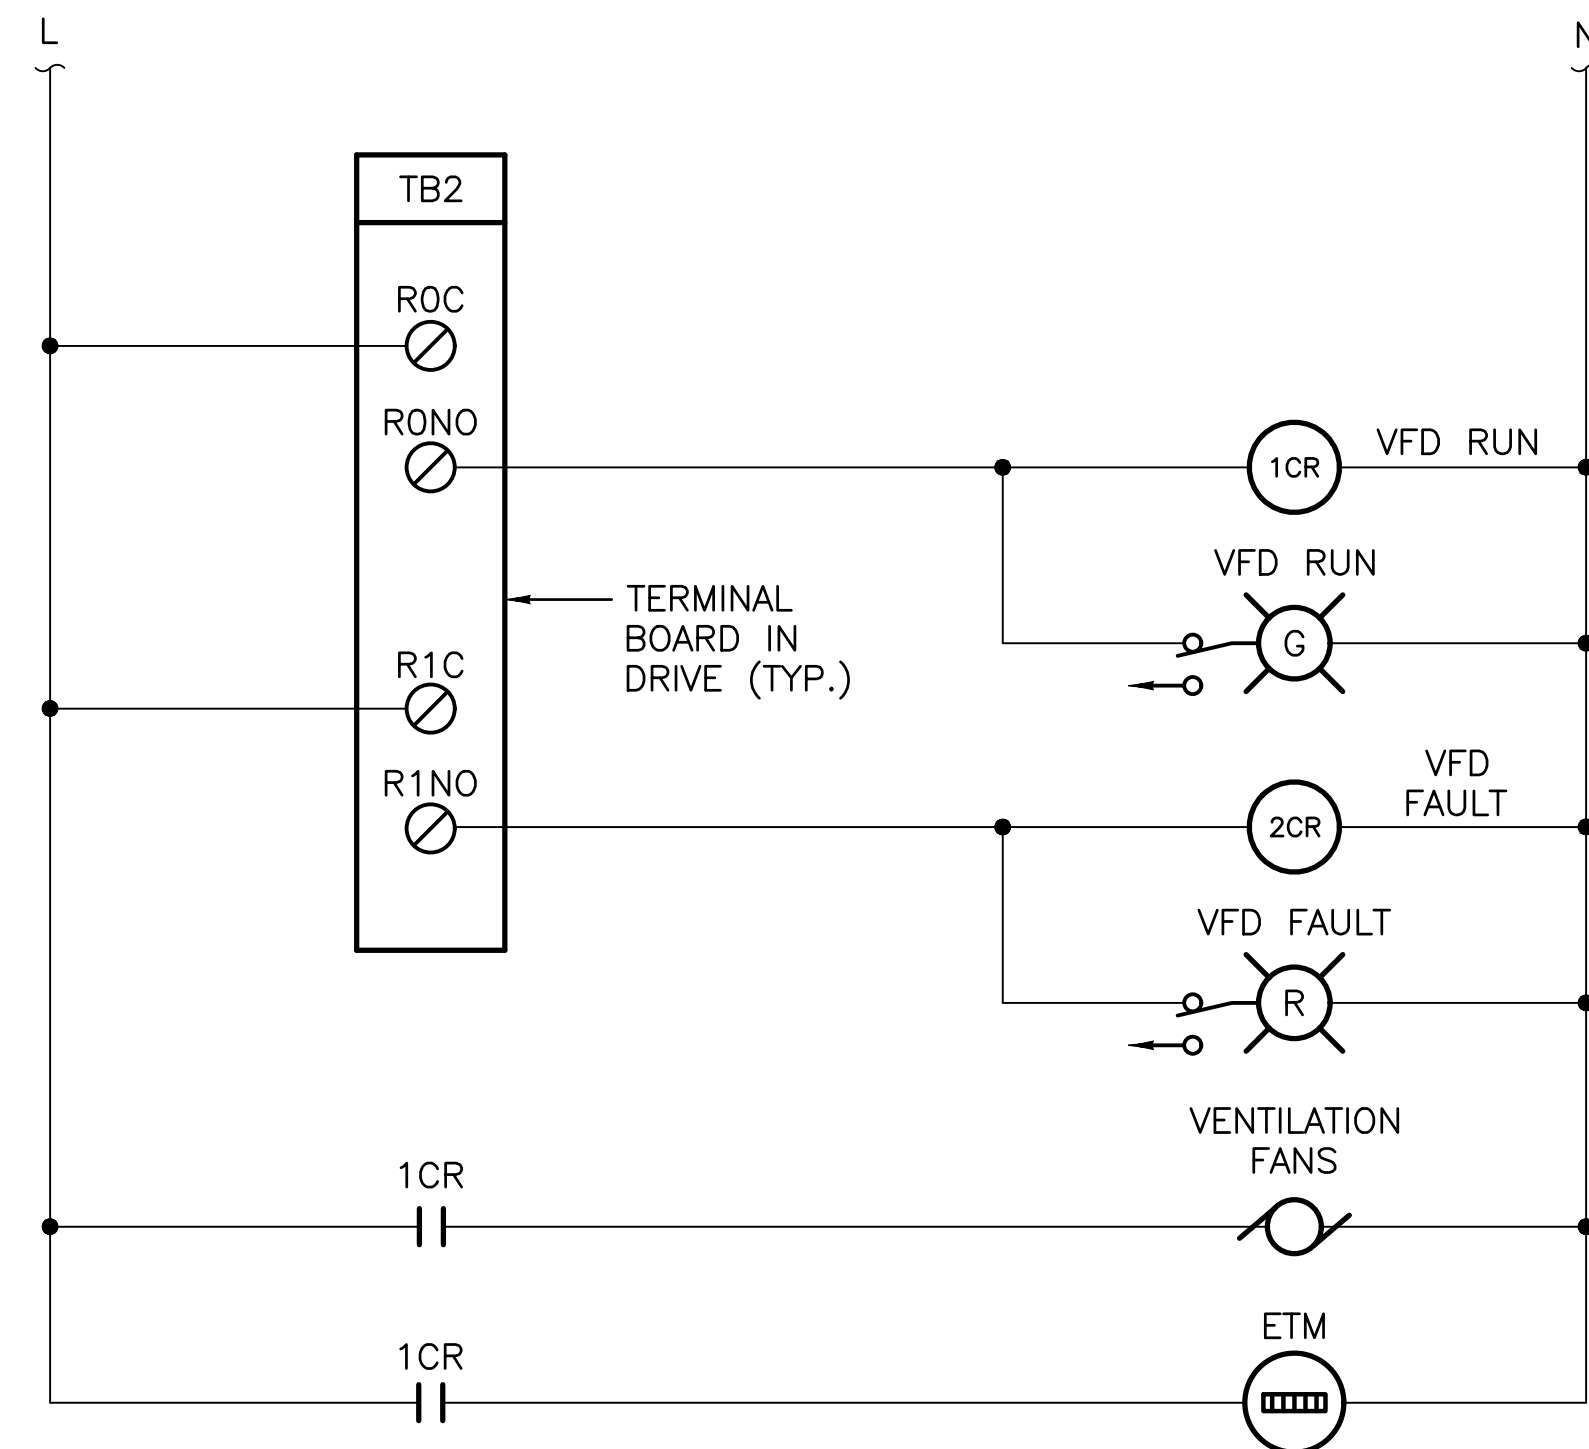 L
N
TB2
R0C
R0NO
VFD RUN
1CR
VFD RUN
G
TERMINAL
BOARD IN
DRIVE (TYP.)
R1C
R1NO
VFD
FAULT
2CR
VFD FAULT
R
VENTILATION
FANS
1CR
ETM
1CR